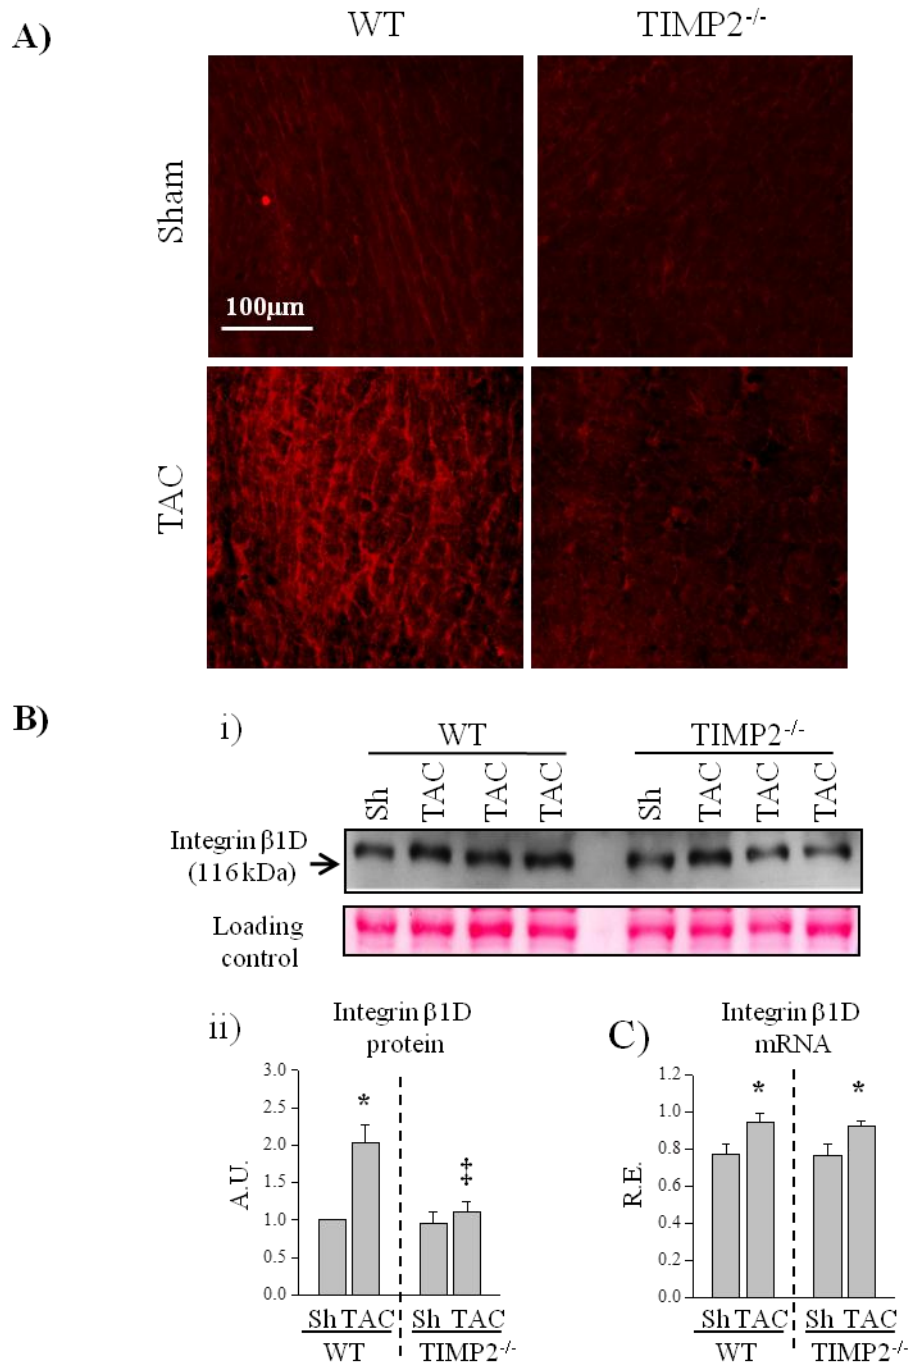 A)
WT TIMP2-/-
Sham
100μm
TAC
B)
i)
WT TIMP2-/-
Sh TAC TAC TAC Sh TAC TAC TAC
Integrin β1D
(116 kDa)
Loading
control
ii)
Integrin β1D
protein
3.0
2.5
2.0
1.5
1.0
0.5
0.0
A.U.
*
‡
Sh TAC Sh TAC
WT TIMP2-/-
C)
Integrin β1D
mRNA
1.2
1.0
0.8
0.6
0.4
0.2
0.0
R.E.
* *
Sh TAC Sh TAC
WT TIMP2-/-